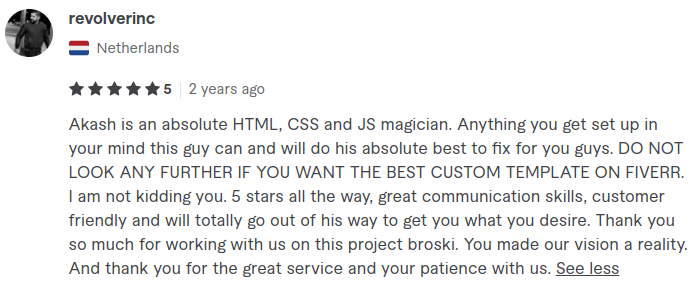 revolverinc
Netherlands
5 2 years ago
Akash is an absolute HTML, CSS and JS magician. Anything you get set up in
your mind this guy can and will do his absolute best to fix for you guys. DO NOT
LOOK ANY FURTHER IF YOU WANT THE BEST CUSTOM TEMPLATE ON FIVERR.
I am not kidding you. 5 stars all the way, great communication skills, customer
friendly and will totally go out of his way to get you what you desire. Thank you
so much for working with us on this project broski. You made our vision a reality.
And thank you for the great service and your patience with us. See less